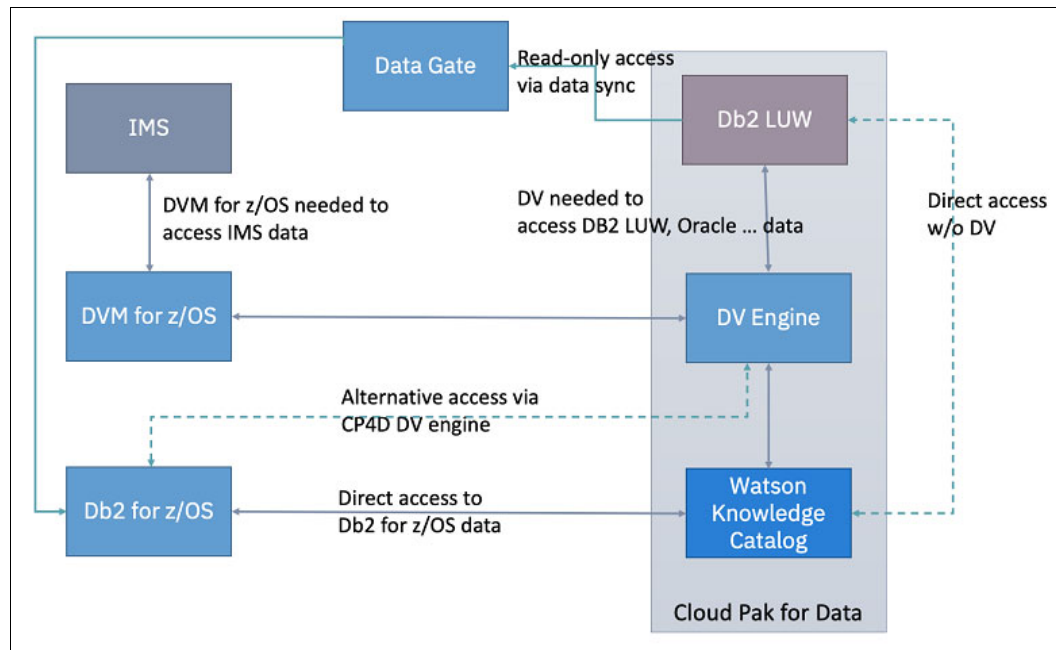 Data Gate
Read-only access
via data sync
IMS
Db2 LUW
DVM for z/OS needed to
access IMS data
DV needed to
access DB2 LUW, Oracle ... data
Direct access
w/o DV
DVM for z/OS
DV Engine
Alternative access via
CP4D DV engine
Db2 for z/OS
Direct access to
Db2 for z/OS data
Watson
Knowledge
Catalog
Cloud Pak for Data